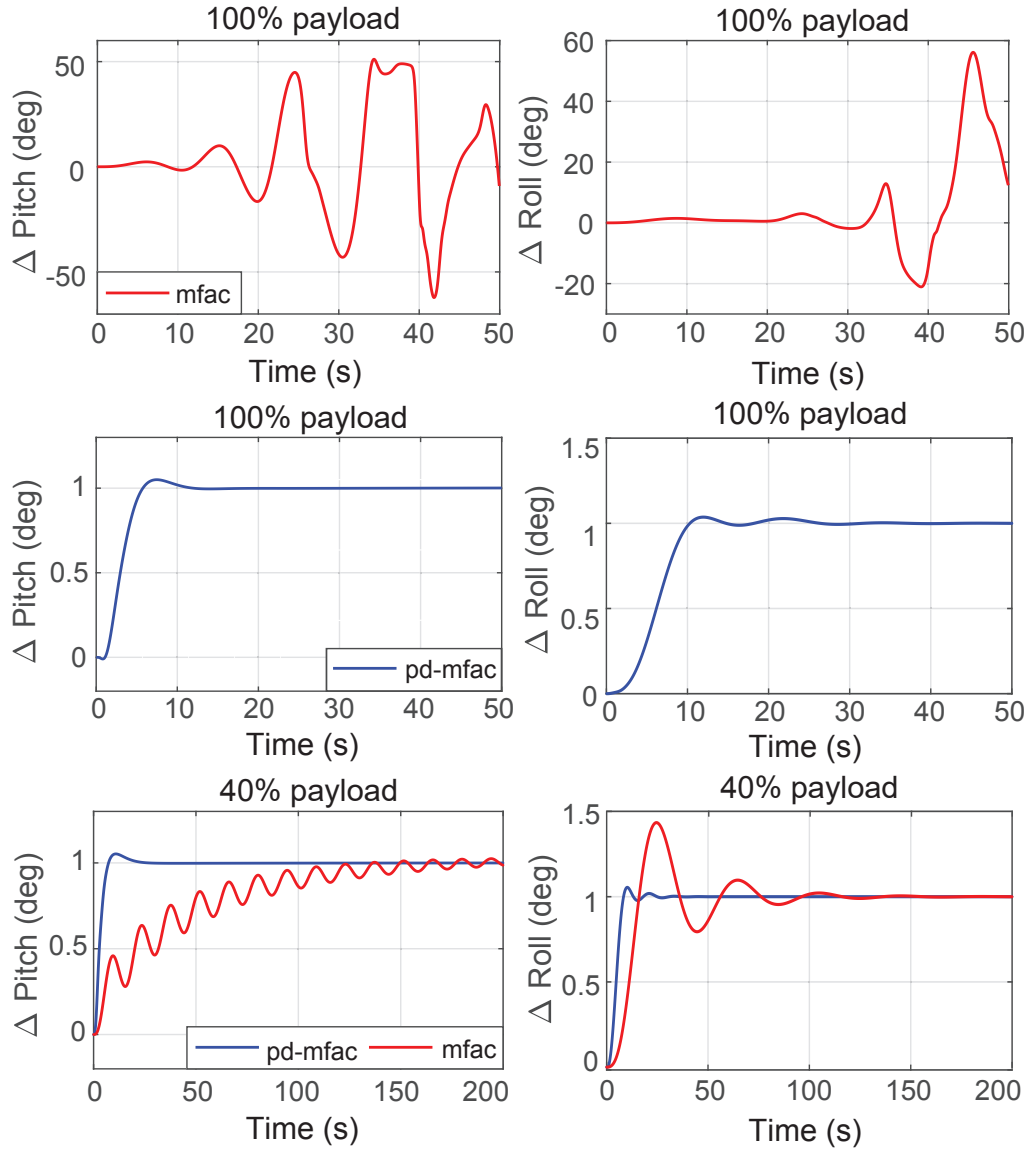 100% payload
Δ Pitch (deg)
50
0
-50
mfac
0 10 20 30 40 50
Time (s)
100% payload
Δ Roll (deg)
60
40
20
0
-20
0 10 20 30 40 50
Time (s)
100% payload
Δ Pitch (deg)
1
0.5
0
pd-mfac
0 10 20 30 40 50
Time (s)
100% payload
Δ Roll (deg)
1.5
1
0.5
0
0 10 20 30 40 50
Time (s)
40% payload
Δ Pitch (deg)
1
0.5
0
pd-mfac mfac
0 50 100 150 200
Time (s)
40% payload
Δ Roll (deg)
1.5
1
0.5
0
0 50 100 150 200
Time (s)